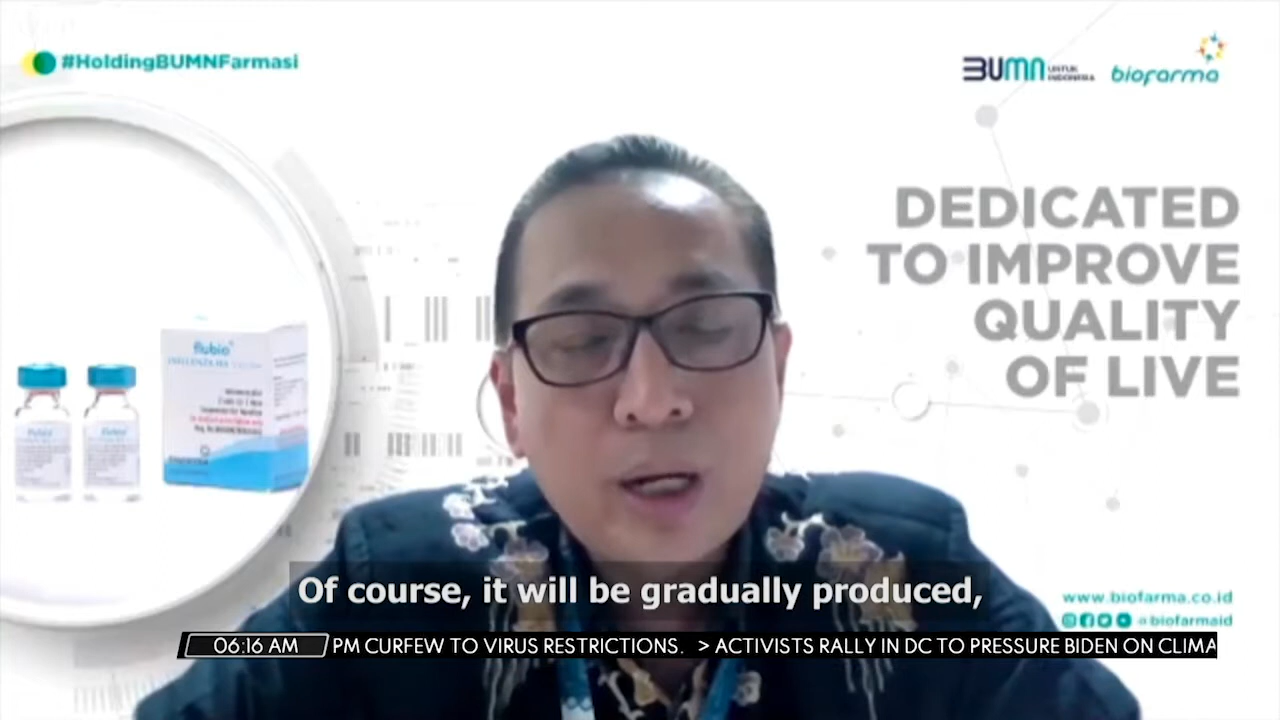 #HoldingBUMNFarmasi
BUMN UNTUK INDONESIA
biofarma
DEDICATED
TO IMPROVE
QUALITY
OF LIVE
flubio
Of course, it will be gradually produced,
www.biofarma.co.id
@biofarmaid
06:16 AM PM CURFEW TO VIRUS RESTRICTIONS. > ACTIVISTS RALLY IN DC TO PRESSURE BIDEN ON CLIMA